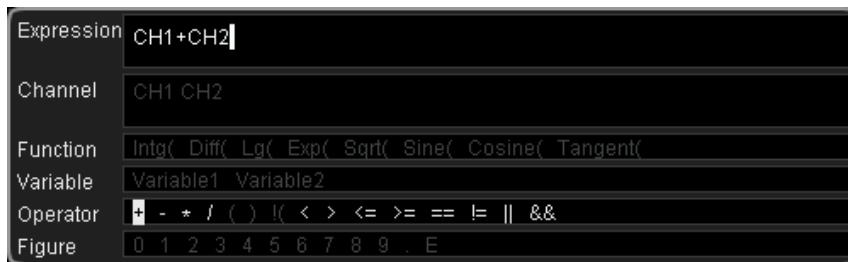 Expression CH1+CH2
Channel CH1 CH2
Function Intg( Diff( Lg( Exp( Sqrt( Sine( Cosine( Tangent(
Variable Variable1 Variable2
Operator + - * / ( ) !( < > <= >= == != || &&
Figure 0 1 2 3 4 5 6 7 8 9 . E